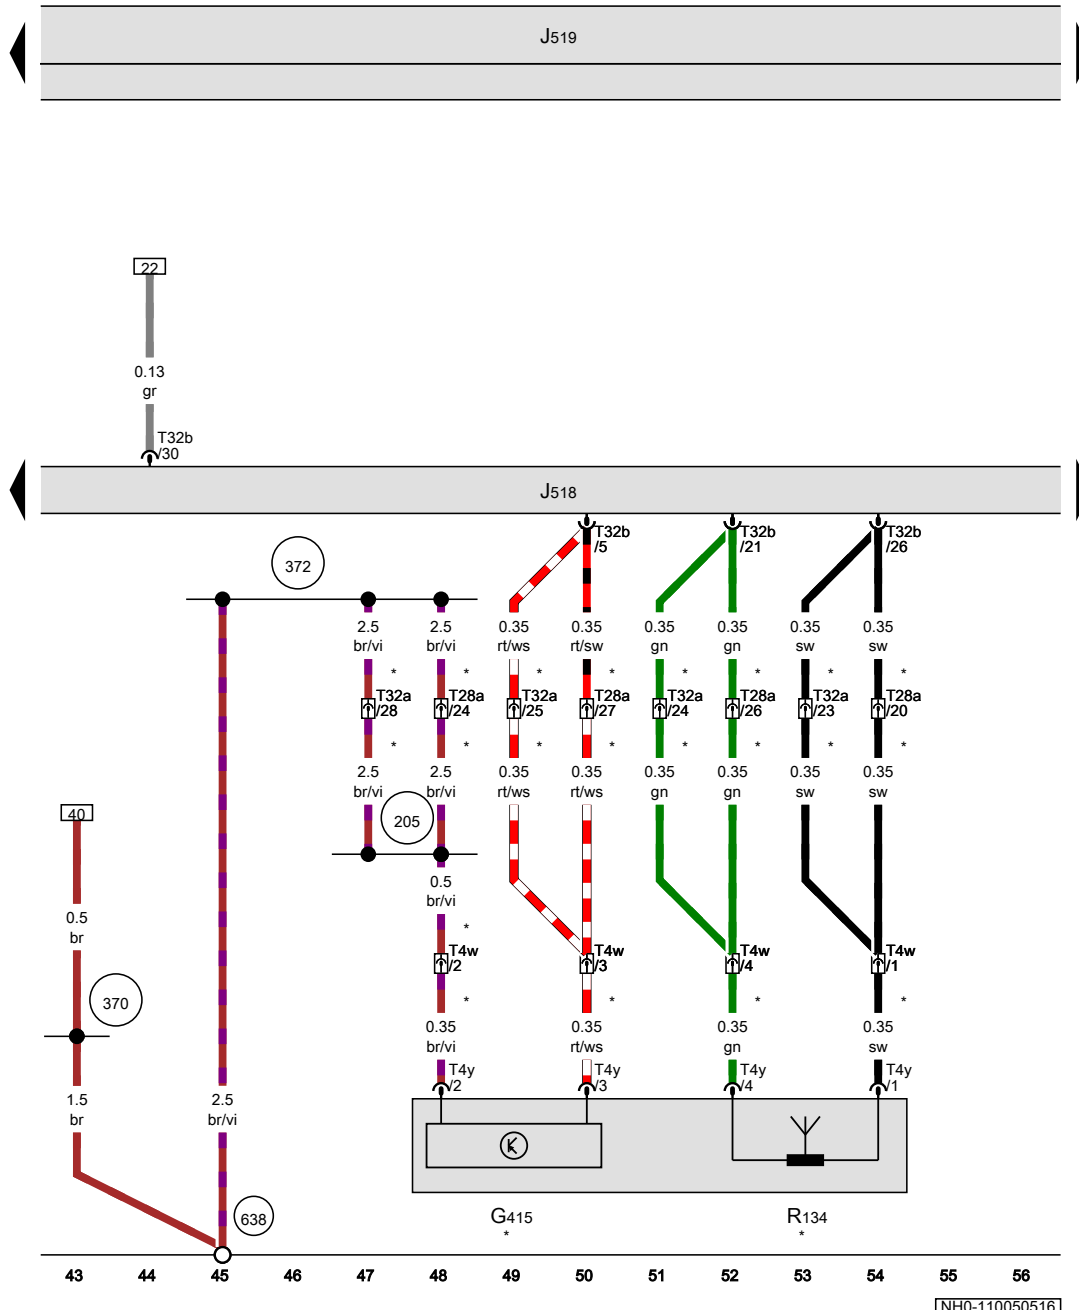 J519
22
0.13
gr
T32b
/30
J518
T32b
/5
T32b
/21
T32b
/26
372
2.5 2.5 0.35 0.35 0.35 0.35 0.35 0.35
br/vi br/vi rt/ws rt/sw gn gn sw sw
* * * * * * * *
T32a T28a T32a T28a T32a T28a T32a T28a
/28 /24 /25 /27 /24 /26 /23 /20
* * * * * * * *
2.5 2.5 0.35 0.35 0.35 0.35 0.35 0.35
br/vi br/vi rt/ws rt/ws gn gn sw sw
40
205
0.5
br/vi
0.5
br
*
T4w T4w T4w T4w
/2 /3 /4 /1
* * * *
370
0.35 0.35 0.35 0.35
br/vi rt/ws gn sw
T4y T4y T4y T4y
/2 /3 /4 /1
1.5 2.5
br br/vi
638
G415 R134
* *
43 44 45 46 47 48 49 50 51 52 53 54 55 56
NH0-110050516